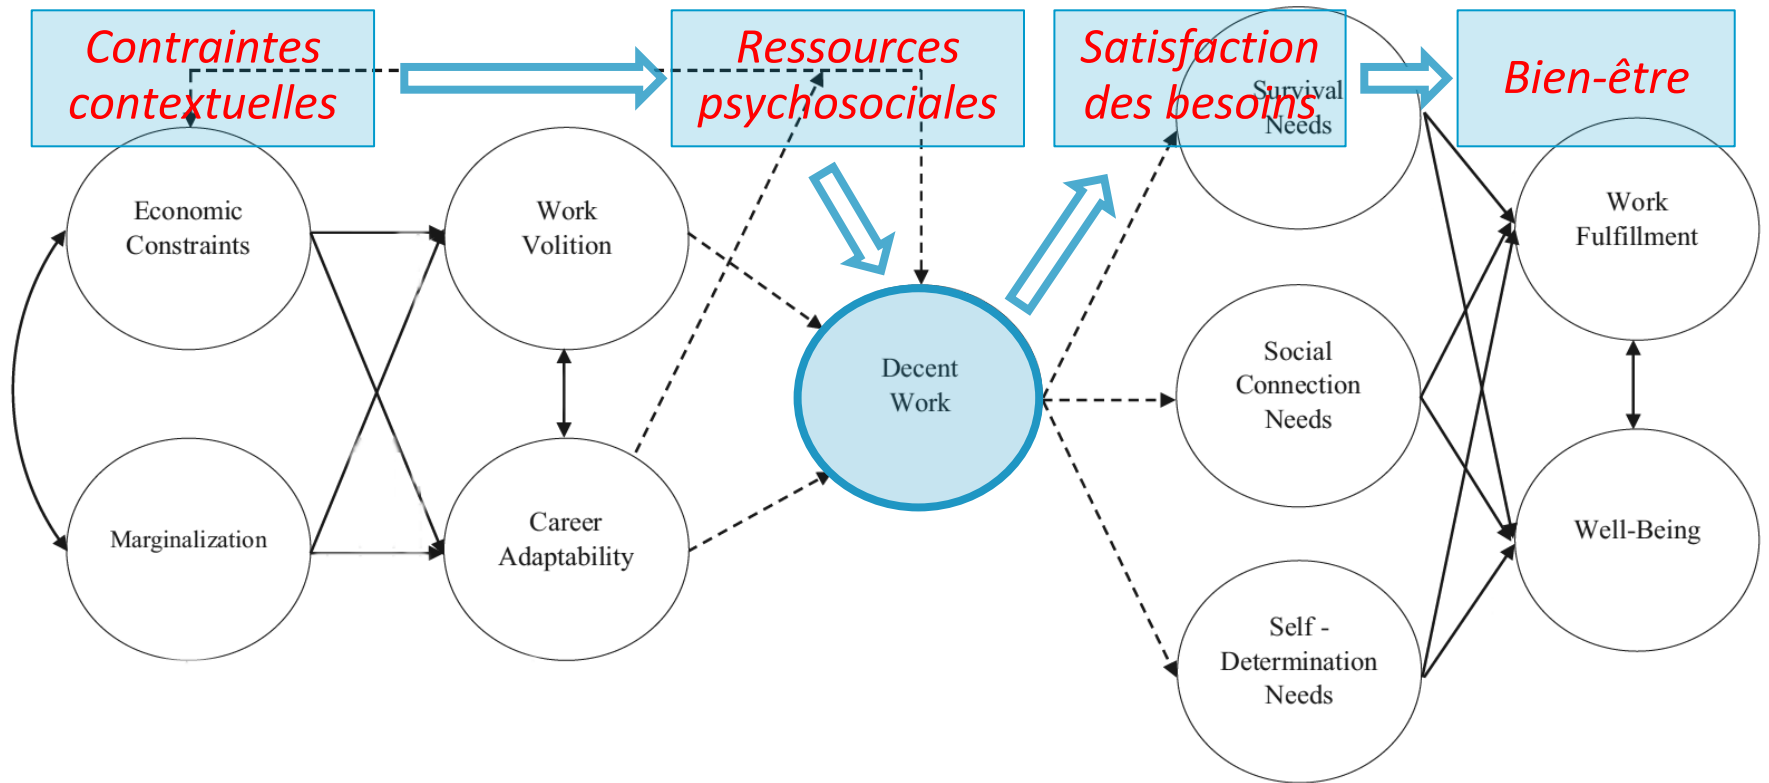 Contraintes
contextuelles
Ressources
psychosociales
Satisfaction
des besoins
Bien-être
Survival
Needs
Economic
Constraints
Work
Volition
Work
Fulfillment
Decent
Work
Social
Connection
Needs
Marginalization
Career
Adaptability
Well-Being
Self -
Determination
Needs